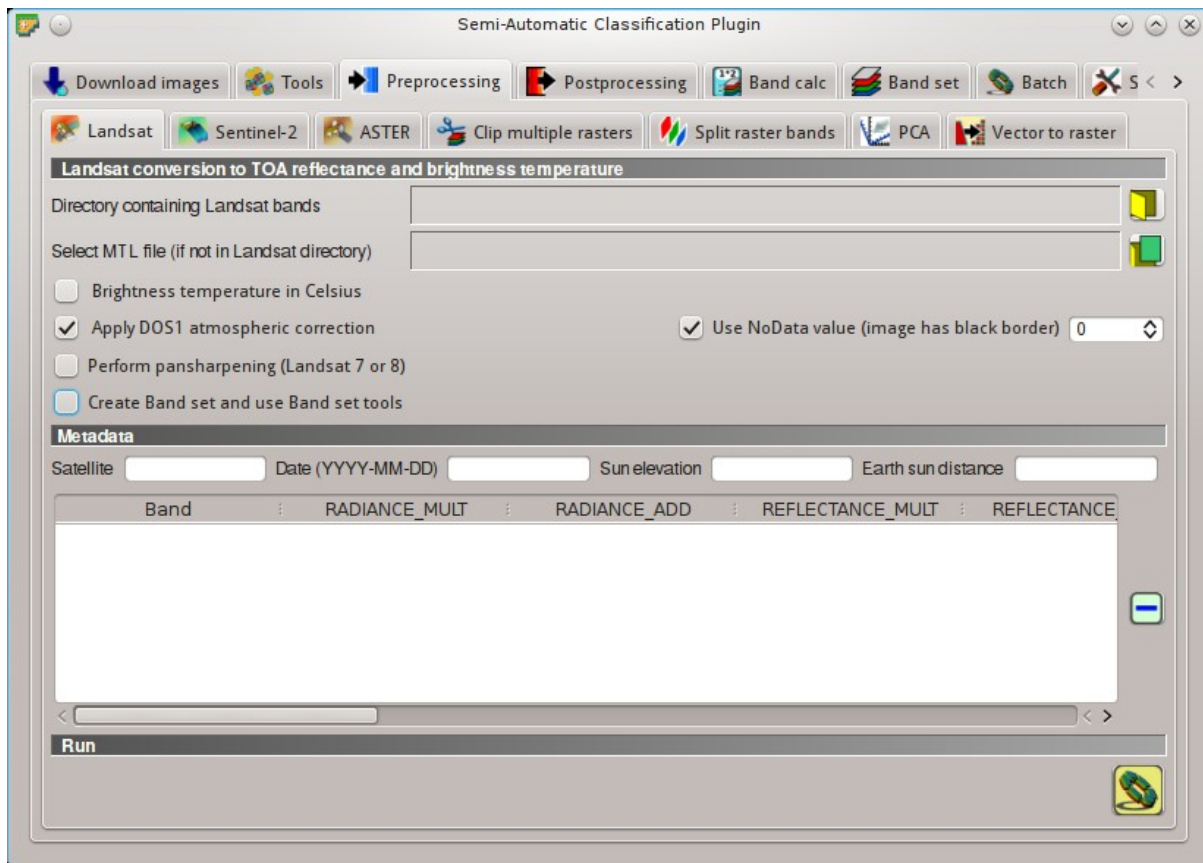 Semi-Automatic Classification Plugin
Download images Tools Preprocessing Postprocessing Band calc Band set Batch S
Landsat Sentinel-2 ASTER Clip multiple rasters Split raster bands PCA Vector to raster
Landsat conversion to TOA reflectance and brightness temperature
Directory containing Landsat bands
Select MTL file (if not in Landsat directory)
Brightness temperature in Celsius
Apply DOS1 atmospheric correction Use NoData value (image has black border) 0
Perform pansharpening (Landsat 7 or 8)
Create Band set and use Band set tools
Metadata
Satellite Date (YYYY-MM-DD) Sun elevation Earth sun distance
Band RADIANCE_MULT RADIANCE_ADD REFLECTANCE_MULT REFLECTANCE_
Run